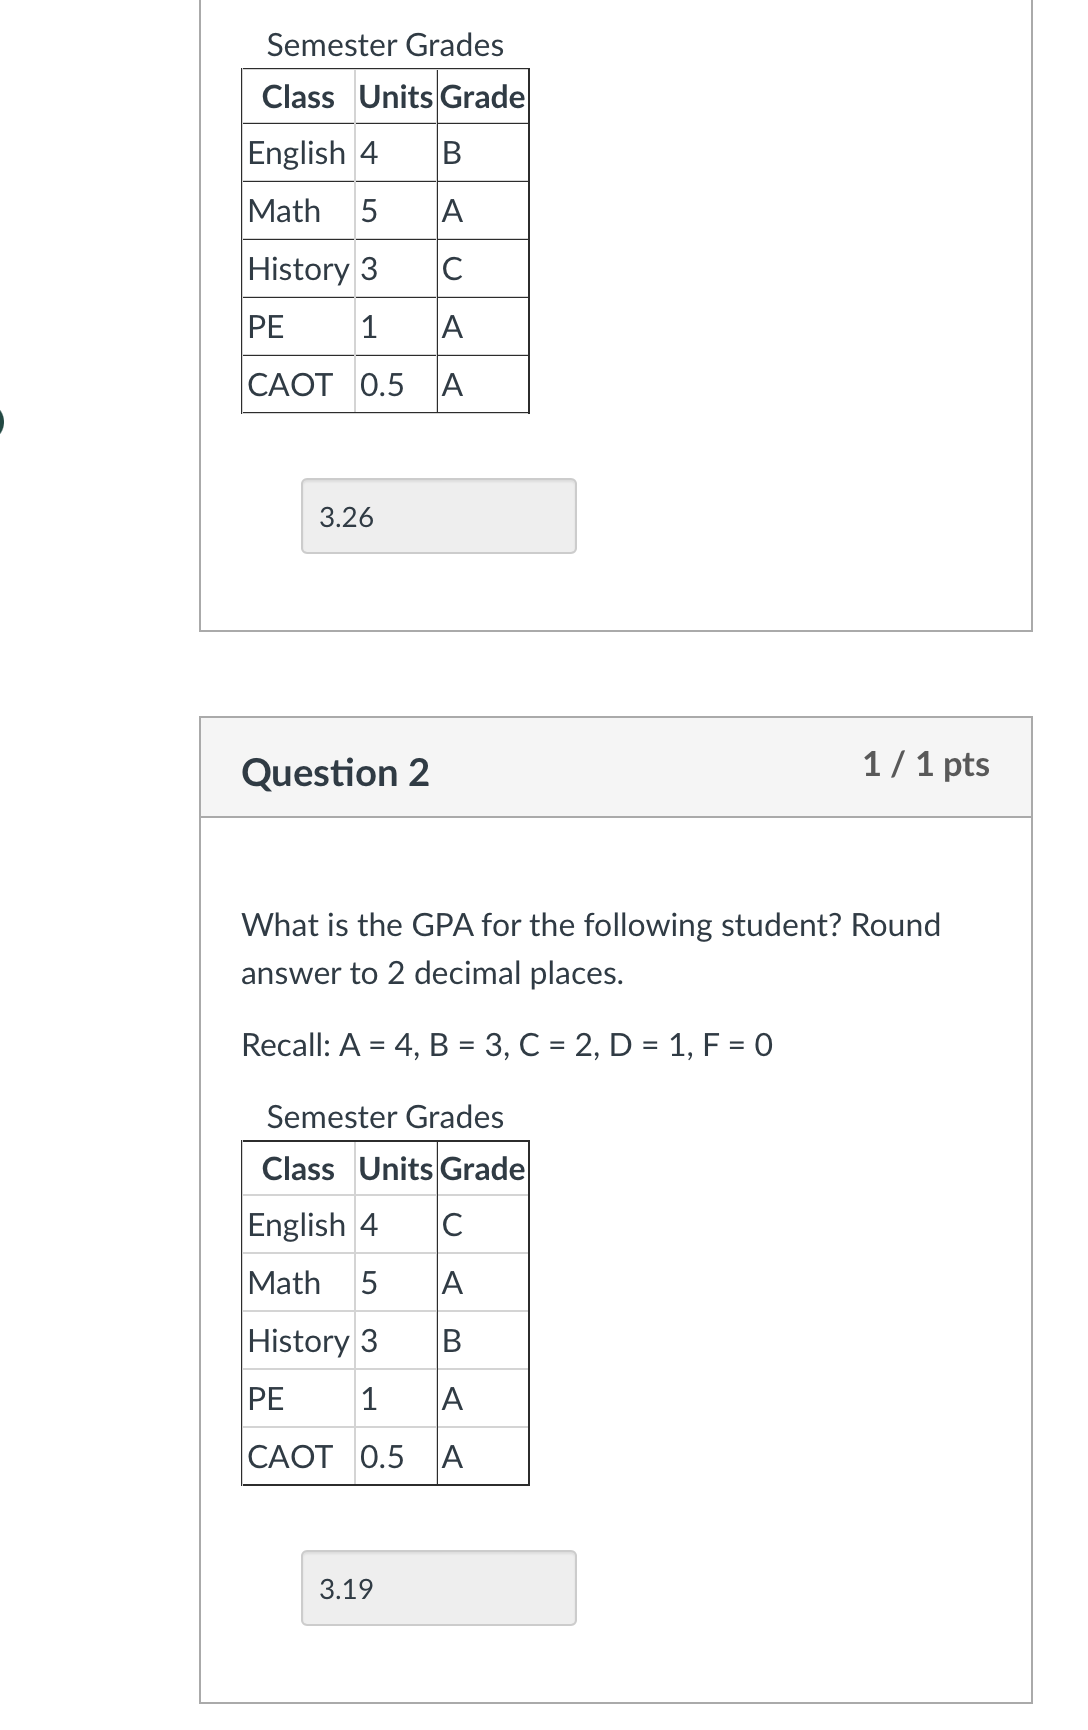 Semester Grades
Class Units Grade
English 4 B
Math 5 A
History 3 C
PE 1 A
CAOT 0.5 A
3.26
Question 2 1 / 1 pts
What is the GPA for the following student? Round
answer to 2 decimal places.
Recall: A = 4, B = 3, C = 2, D = 1, F = 0
Semester Grades
Class Units Grade
English 4 C
Math 5 A
History 3 B
PE 1 A
CAOT 0.5 A
3.19